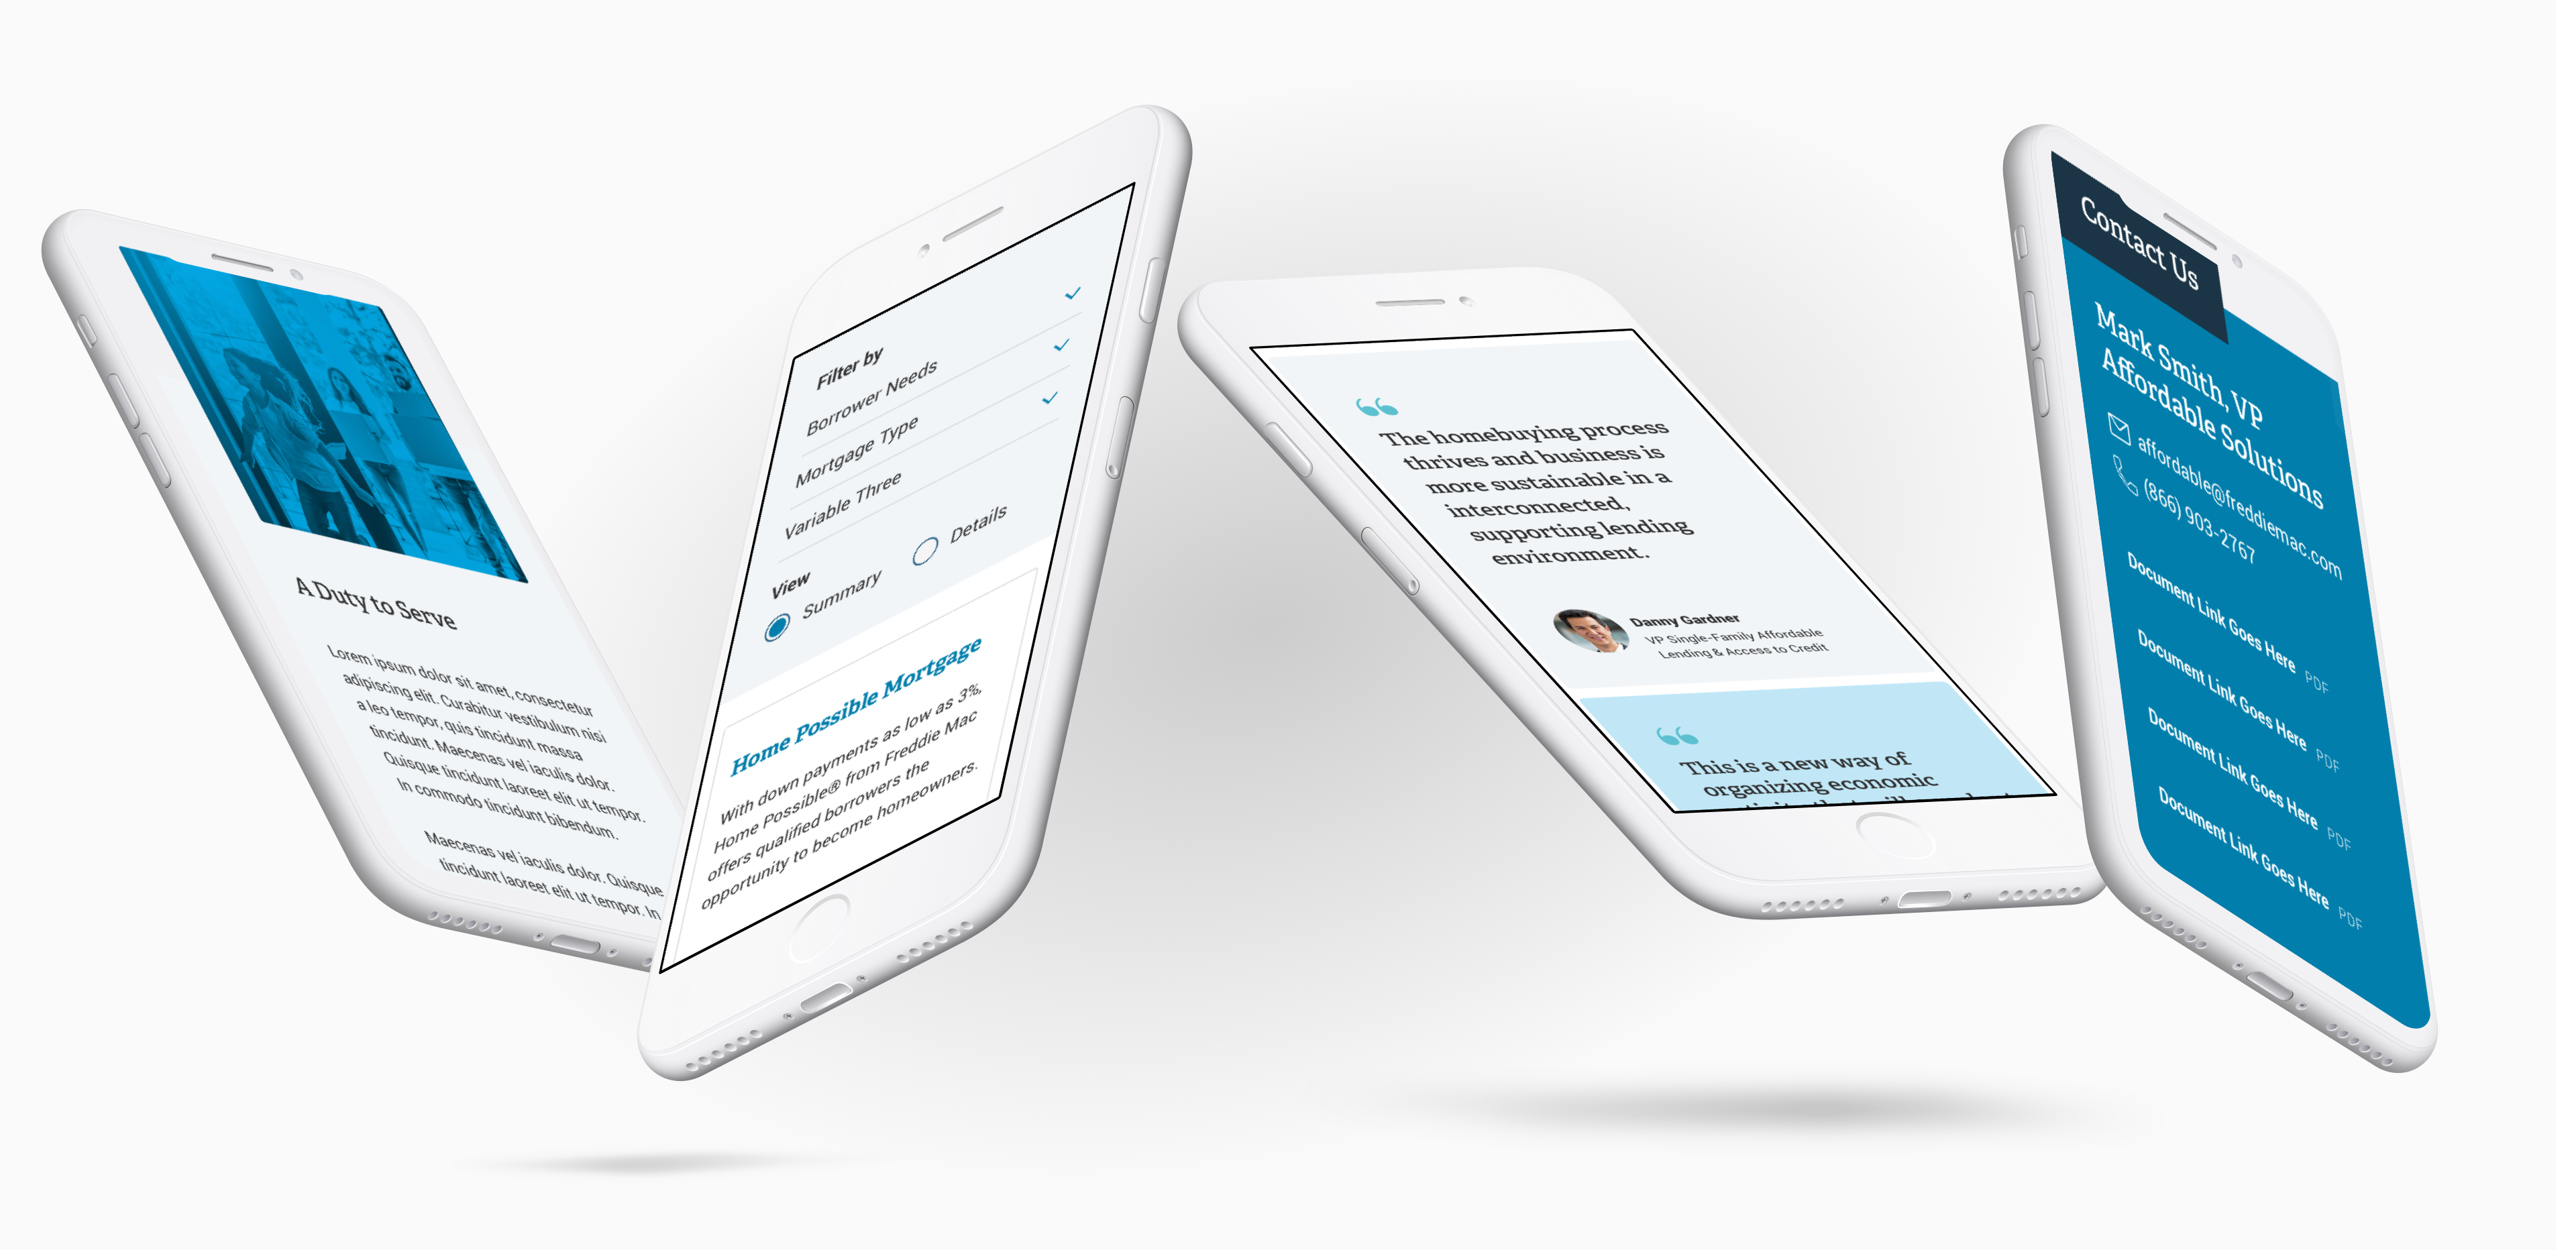 A Duty to Serve
Lorem ipsum dolor sit amet, consectetur
adipiscing elit. Curabitur vestibulum nisi
a leo tempor, quis tincidunt massa
tincidunt. Maecenas vel iaculis dolor.
Quisque tincidunt laoreet elit ut tempor.
In commodo tincidunt bibendum.
Maecenas vel iaculis dolor. Quisque
tincidunt laoreet elit ut tempor. In
Filter by
Borrower Needs
Mortgage Type
Variable Three
View
Summary
Details
Home Possible Mortgage
With down payments as low as 3%,
Home Possible® from Freddie Mac
offers qualified borrowers the
opportunity to become homeowners.
The homebuying process
thrives and business is
more sustainable in a
interconnected,
supporting lending
environment.
Danny Gardner
VP Single-Family Affordable
Lending & Access to Credit
This is a new way of
organizing economic
Contact Us
Mark Smith, VP
Affordable Solutions
affordable@freddiemac.com
(866) 903-2767
Document Link Goes Here PDF
Document Link Goes Here PDF
Document Link Goes Here PDF
Document Link Goes Here PDF